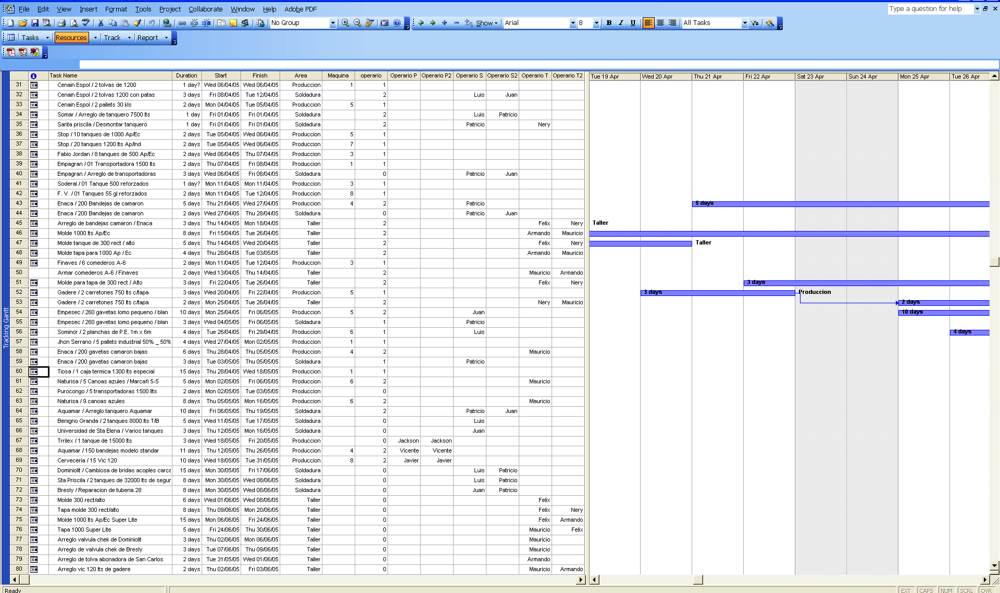 File Edit View Insert Format Tools Project Collaborate Window Help Adobe PDF Type a question for help
No Group Show Arial 8 B I U All Tasks
Tasks Resources Track Report
Task Name Duration Start Finish Area Maquina operario Operario P Operario P2 Operario S Operario S2 Operario T Operario T2 Tue 19 Apr Wed 20 Apr Thu 21 Apr Fri 22 Apr Sat 23 Apr Sun 24 Apr Mon 25 Apr Tue 26 Apr
31 Cenain Espol / 2 tolvas de 1200 1 day? Wed 06/04/05 Wed 06/04/05 Produccion 1 1
32 Cenain Espol / 2 tolvas 1200 con patas 3 days Fri 08/04/05 Tue 12/04/05 Soldadura 2 Luis Juan
33 Cenain Espol / 2 pallets 30 kls 2 days Mon 04/04/05 Tue 05/04/05 Produccion 5 1
34 Somar / Arreglo de tanquero 7500 lts 1 day Fri 01/04/05 Fri 01/04/05 Soldadura 2 Luis Patricio
35 Santa priscila / Desmontar tanquero 1 day Fri 01/04/05 Fri 01/04/05 Soldadura 2 Patricio Nery
36 Stop / 10 tanques de 1000 Ap/Ec 2 days Tue 05/04/05 Wed 06/04/05 Produccion 5 1
37 Stop / 20 tanques 1200 lts Ap/Ind 2 days Tue 05/04/05 Wed 06/04/05 Produccion 7 1
38 Fabio Jordan / 8 tanques de 500 Ap/Ec 2 days Wed 06/04/05 Thu 07/04/05 Produccion 3 1
39 Empagran / 01 Transportadora 1500 lts 2 days Thu 07/04/05 Fri 08/04/05 Produccion 1 1
40 Empagran / Arreglo de transportadoras 3 days Wed 06/04/05 Fri 08/04/05 Soldadura 0 Patricio Juan
41 Soderal / 01 Tanque 500 reforzados 1 day? Mon 11/04/05 Mon 11/04/05 Produccion 3 1
42 F. V. / 01 Tanques 55 gl reforzados 2 days Mon 11/04/05 Tue 12/04/05 Produccion 8 1
43 Enaca / 200 Bandejas de camaron 5 days Thu 21/04/05 Wed 27/04/05 Produccion 4 2 Patricio 5 days
44 Enaca / 200 Bandejas de camaron 2 days Wed 27/04/05 Thu 28/04/05 Soldadura 0 Patricio Juan
45 Arreglo de bandejas camaron / Enaca 3 days Thu 14/04/05 Mon 18/04/05 Taller 2 Felix Nery Taller
46 Molde 1000 lts Ap/Ec 8 days Fri 15/04/05 Tue 26/04/05 Taller 2 Armando Mauricio
47 Molde tanque de 300 rect / alto 5 days Thu 14/04/05 Wed 20/04/05 Taller 2 Felix Nery Taller
48 Molde tapa para 1000 Ap / Ec 4 days Thu 28/04/05 Tue 03/05/05 Taller 2 Armando Mauricio
49 Finaves / 6 comederos A-6 2 days Mon 11/04/05 Tue 12/04/05 Produccion 3 1
50 Armar comederos A-6 / Finaves 2 days Wed 13/04/05 Thu 14/04/05 Taller 2 Mauricio Armando
51 Molde para tapa de 300 rect / Alto 3 days Fri 22/04/05 Tue 26/04/05 Taller 2 Felix Nery 3 days
52 Gadere / 2 carretones 750 lts c/tapa 3 days Wed 20/04/05 Fri 22/04/05 Produccion 5 1 3 days Produccion
53 Gadere / 2 carretones 750 lts c/tapa 2 days Mon 25/04/05 Tue 26/04/05 Taller 2 Nery Mauricio 2 days
54 Empesec / 260 gavetas lomo pequeno / blan 10 days Mon 25/04/05 Fri 06/05/05 Produccion 5 2 Juan 10 days
55 Empesec / 260 gavetas lomo pequeno / blan 3 days Wed 04/05/05 Fri 06/05/05 Soldadura 1 Patricio
56 Sominor / 2 planchas de P.E. 1m x 6m 4 days Tue 26/04/05 Fri 29/04/05 Produccion 6 1 Luis 4 days
57 Jhon Serrano / 5 pallets industrial 50% _ 50% 4 days Wed 27/04/05 Mon 02/05/05 Produccion 1 1
58 Enaca / 200 gavetas camaron bajas 6 days Thu 28/04/05 Thu 05/05/05 Produccion 4 2 Mauricio
59 Enaca / 200 gavetas camaron bajas 3 days Tue 03/05/05 Thu 05/05/05 Soldadura 1 Patricio
60 Tiosa / 1 caja termica 1300 lts especial 15 days Thu 28/04/05 Wed 18/05/05 Produccion 1 1
61 Naturisa / 5 Canoas azules / Marcafi 5-5 5 days Mon 02/05/05 Fri 06/05/05 Produccion 6 2 Mauricio
62 Purocongo / 5 transportadoras 1500 lts 2 days Mon 02/05/05 Tue 03/05/05 Produccion 0
63 Naturisa / 9 canoas azules 8 days Thu 05/05/05 Mon 16/05/05 Produccion 6 2 Mauricio
64 Aquamar / Arreglo tanquero Aquamar 10 days Fri 06/05/05 Thu 19/05/05 Soldadura 2 Patricio Juan
65 Benigno Granda / 2 tanques 8000 lts T/B 5 days Wed 11/05/05 Tue 17/05/05 Soldadura 0 Luis
66 Universidad de Sta Elena / Varios tanques 3 days Thu 12/05/05 Mon 16/05/05 Soldadura 0 Juan
67 Trrilex / 1 tanque de 15000 lts 3 days Wed 18/05/05 Fri 20/05/05 Produccion 0 Jackson Jackson
68 Aquamar / 150 bandejas modelo standar 11 days Thu 12/05/05 Thu 26/05/05 Produccion 4 2 Vicente Vicente
69 Cerveceria / 15 Vic 120 10 days Wed 18/05/05 Tue 31/05/05 Produccion 8 2 Javier Javier
70 Dominiolit / Cambiosa de bridas acoples carca 15 days Mon 30/05/05 Fri 17/06/05 Soldadura 0 Luis Patricio
71 Sta Priscila / 2 tanques de 32000 lts de segur 8 days Mon 30/05/05 Wed 08/06/05 Soldadura 0 Luis Patricio
72 Bresly / Reparacion de tuberia 28 8 days Mon 30/05/05 Wed 08/06/05 Soldadura 0 Juan Patricio
73 Molde 300 rect/alto 6 days Wed 01/06/05 Wed 08/06/05 Taller 0 Felix
74 Tapa molde 300 rect/alto 8 days Thu 09/06/05 Mon 20/06/05 Taller 0 Felix Nery
75 Molde 1000 lts Ap/Ec Super Lite 15 days Mon 06/06/05 Fri 24/06/05 Taller 0 Felix Armando
76 Tapa 1000 Super Lite 5 days Fri 24/06/05 Thu 30/06/05 Taller 0 Mauricio Felix
77 Arreglo valvula chek de Dominiolit 3 days Thu 02/06/05 Mon 06/06/05 Taller 0 Mauricio
78 Arreglo de valvula chek de Bresly 3 days Tue 07/06/05 Thu 09/06/05 Taller 0 Mauricio
79 Arreglo de tolva abonadora de San Carlos 2 days Tue 31/05/05 Wed 01/06/05 Taller 0 Armando
80 Arreglo vic 120 lts de gadere 2 days Thu 02/06/05 Fri 03/06/05 Taller 0 Mauricio Armando
Tracking Gantt
Ready EXT CAPS NUM SCRL OVR